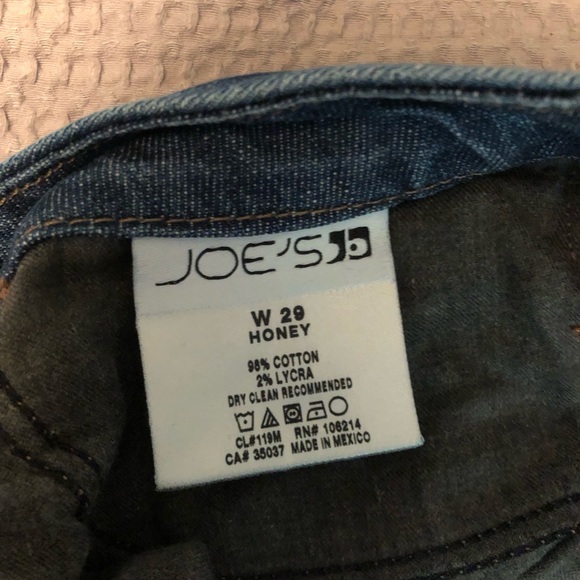 JOE'S
W 29
HONEY
98% COTTON
2% LYCRA
DRY CLEAN RECOMMENDED
CL#119M RN# 106214
CA# 35037 MADE IN MEXICO